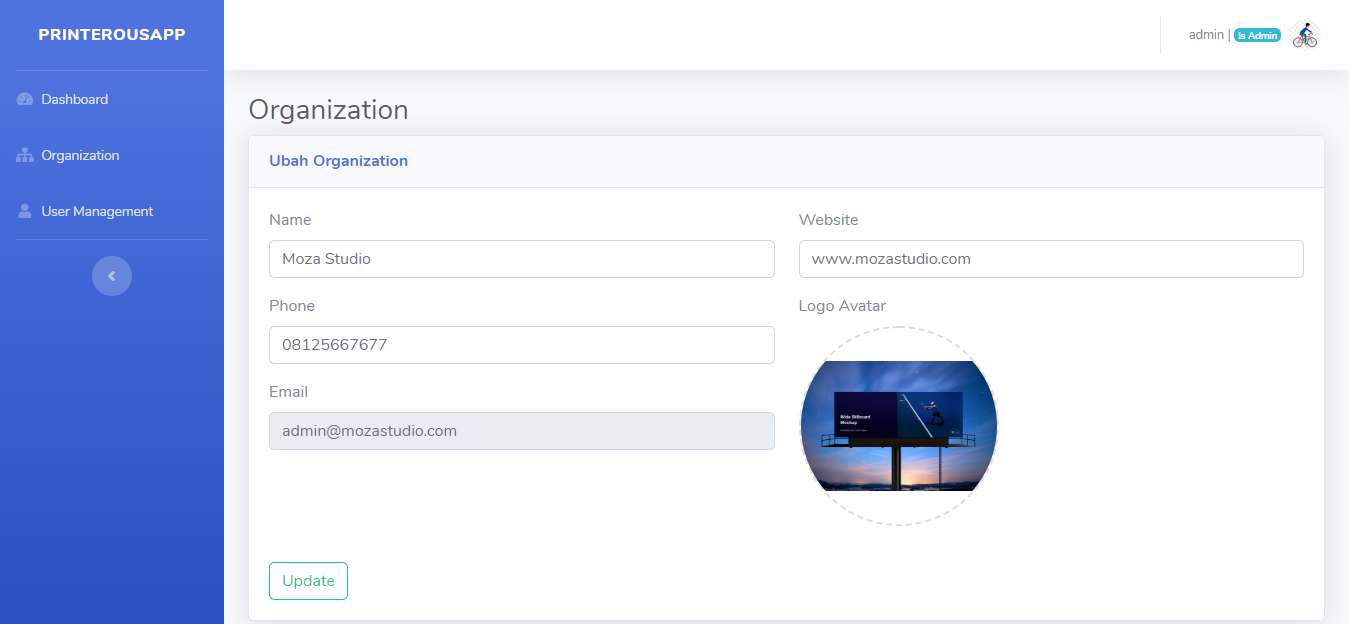 PRINTEROUSAPP
admin | Is Admin
Dashboard
Organization
User Management
Organization
Ubah Organization
Name
Moza Studio
Website
www.mozastudio.com
Phone
08125667677
Logo Avatar
Wide Billboard
Mockup
Email
admin@mozastudio.com
Update